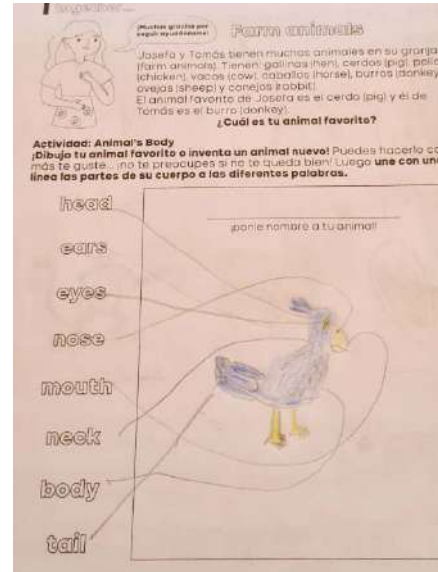 together...
¡Muchas gracias por
seguir ayudándome!
Farm animals
Josefa y Tomás tienen muchos animales en su granja
(farm animals). Tienen: gallinas (hen), cerdos (pig), pollo
(chicken), vacas (cow), caballos (horse), burros (donkey
ovejas (sheep) y conejos (rabbit).
El animal favorito de Josefa es el cerdo (pig) y el de
Tomás es el burro (donkey).
¿Cuál es tu animal favorito?
Actividad: Animal's Body
¡Dibuja tu animal favorito o inventa un animal nuevo! Puedes hacerlo co
más te guste... ¡no te preocupes si no te queda bien! Luego une con un
línea las partes de su cuerpo a las diferentes palabras.
¡ponle nombre a tu animal!
head
ears
eyes
nose
mouth
neck
body
tail